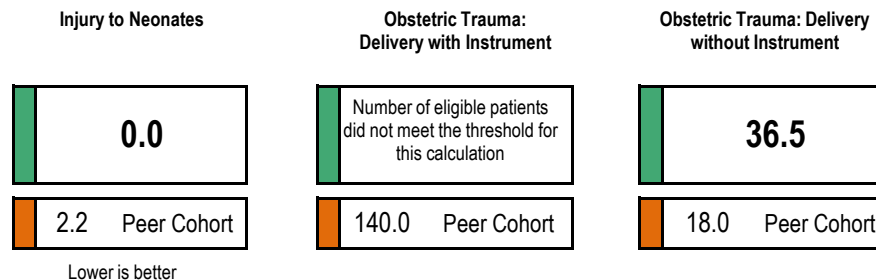 Injury to Neonates
Obstetric Trauma:
Delivery with Instrument
Obstetric Trauma: Delivery
without Instrument
0.0
Number of eligible patients
did not meet the threshold for
this calculation
36.5
2.2 Peer Cohort
140.0 Peer Cohort
18.0 Peer Cohort
Lower is better